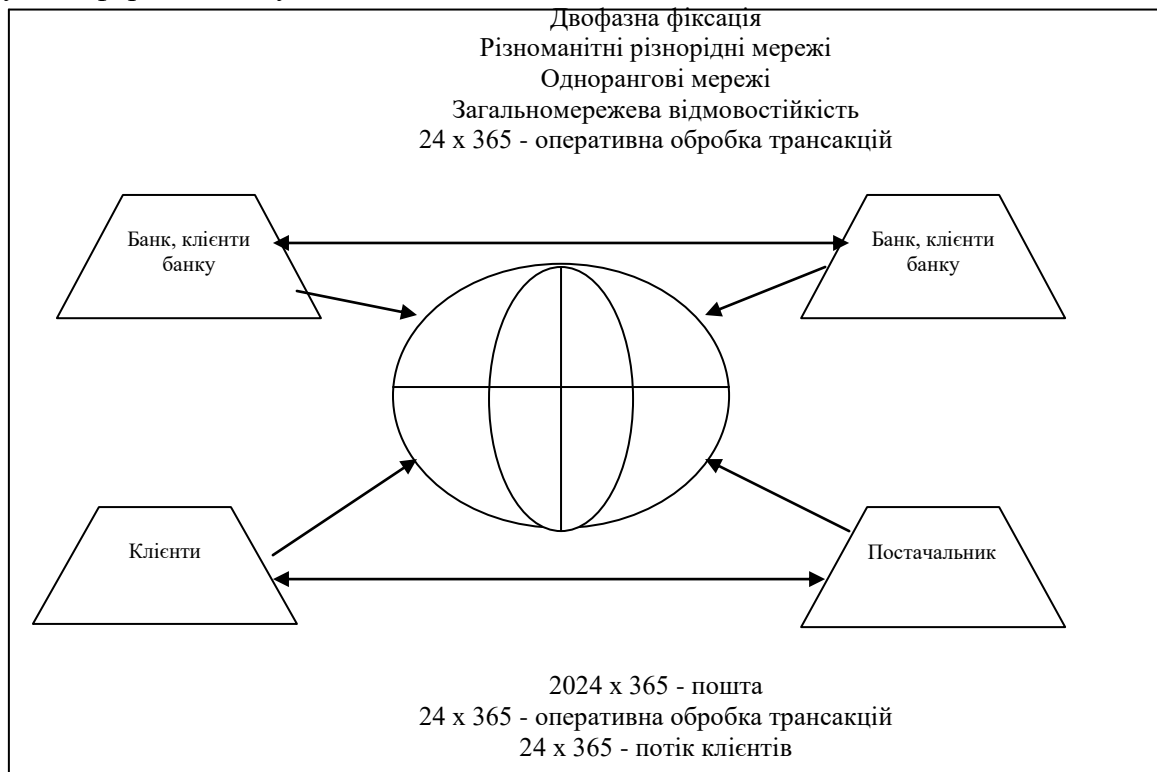 Двофазна фіксація
Різноманітні різнорідні мережі
Однорангові мережі
Загальномережева відмовостійкість
24 x 365 - оперативна обробка трансакцій
Банк, клієнти
банку
Банк, клієнти
банку
Клієнти
Постачальник
2024 x 365 - пошта
24 x 365 - оперативна обробка трансакцій
24 x 365 - потік клієнтів